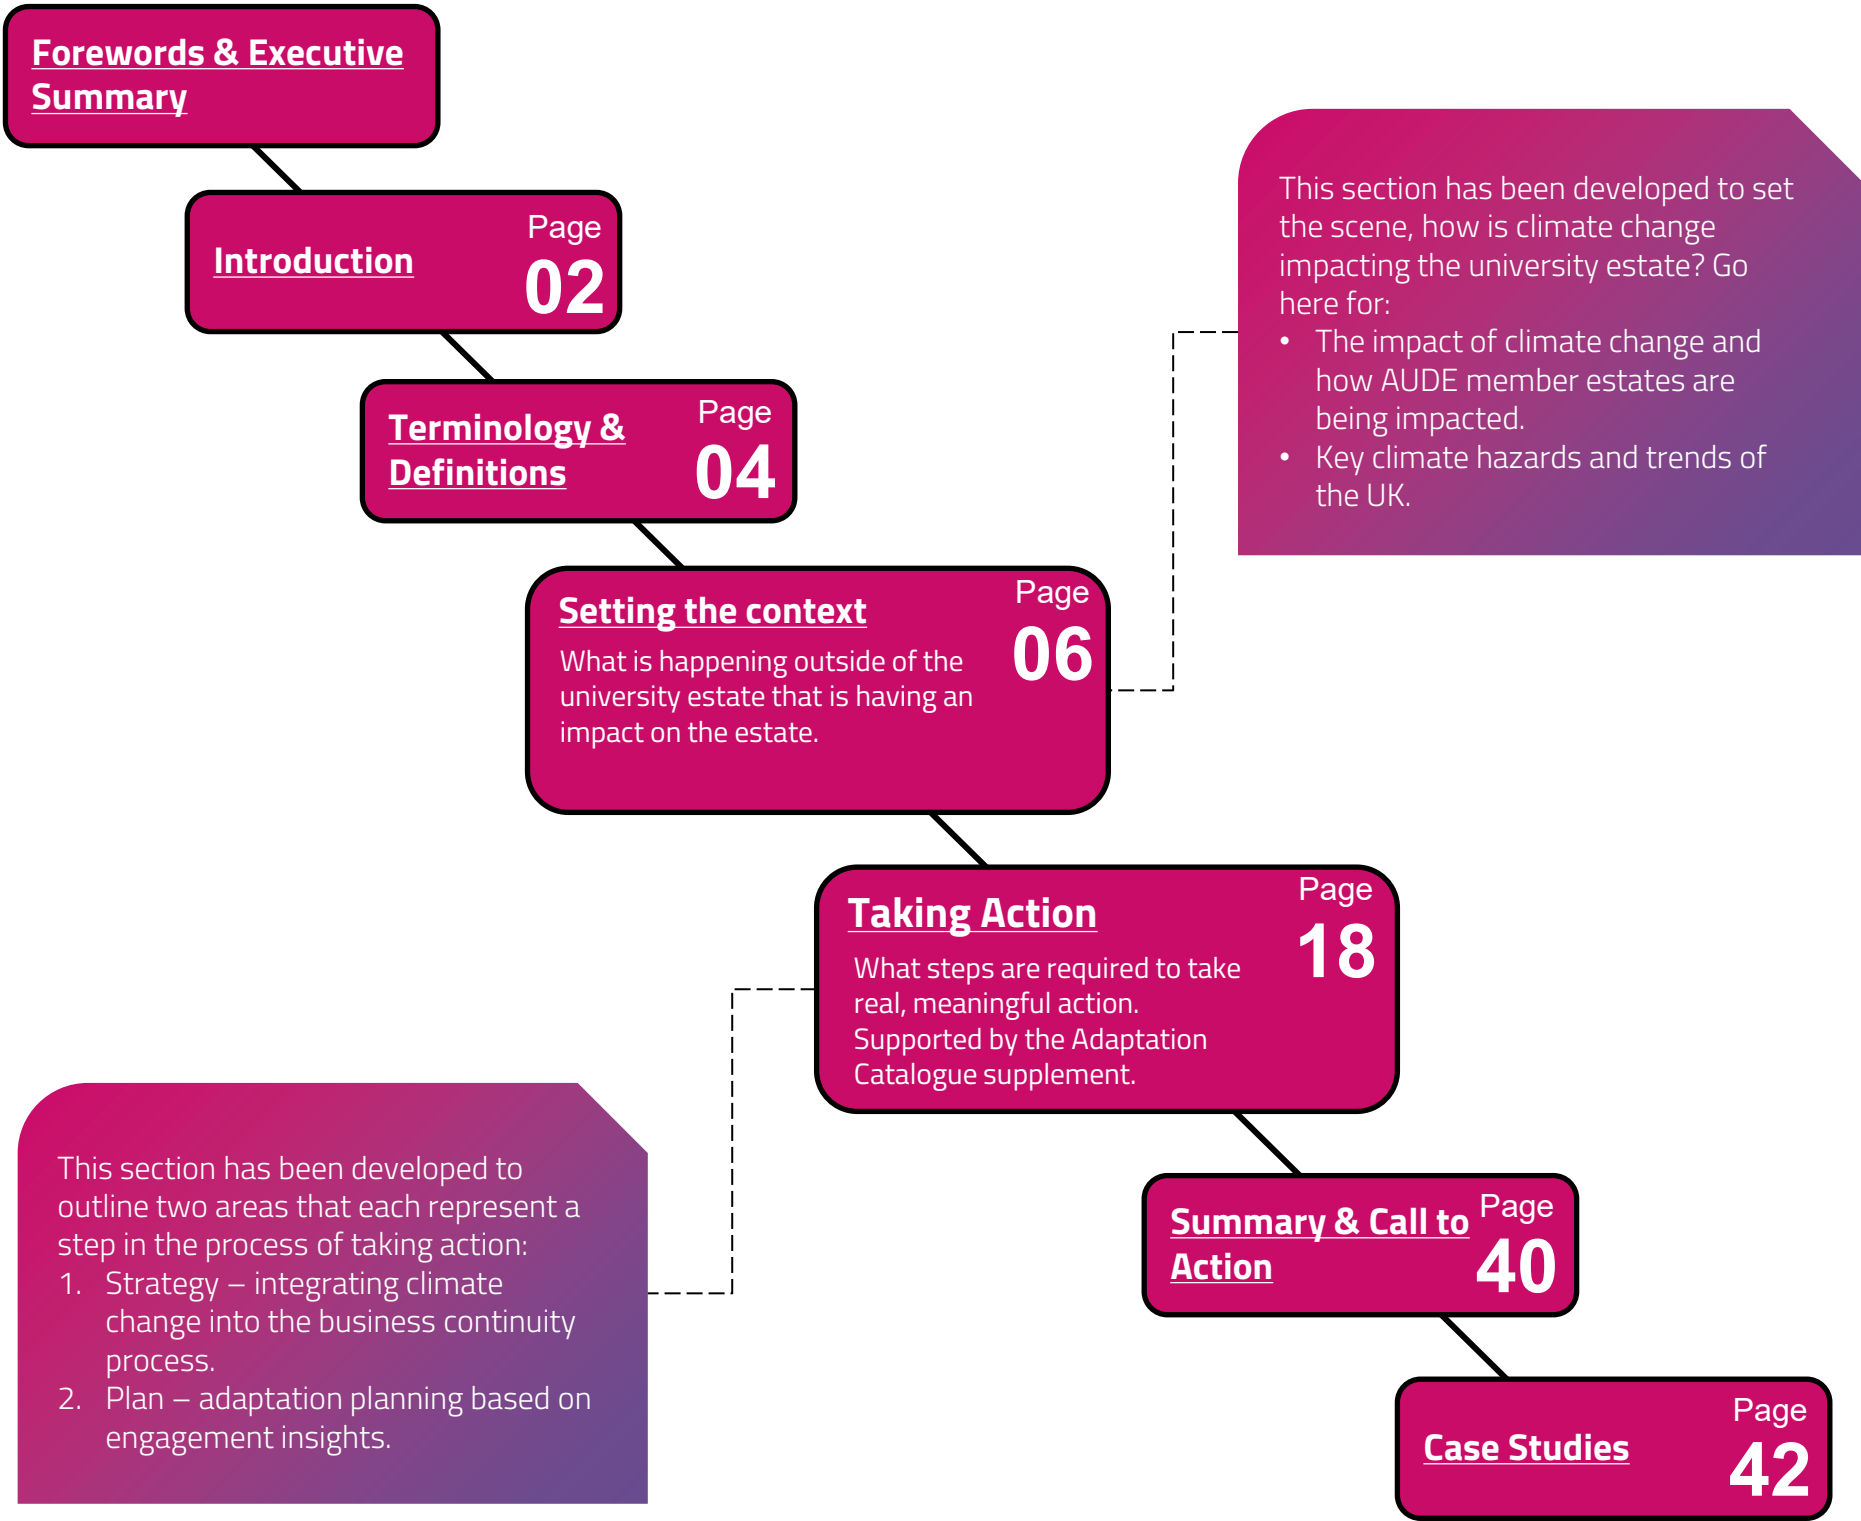 Forewords & Executive
Summary
Introduction
Page
02
Terminology &
Definitions
Page
04
Setting the context
What is happening outside of the
university estate that is having an
impact on the estate.
Page
06
This section has been developed to set
the scene, how is climate change
impacting the university estate? Go
here for:
• The impact of climate change and
how AUDE member estates are
being impacted.
• Key climate hazards and trends of
the UK.
Taking Action
What steps are required to take
real, meaningful action.
Supported by the Adaptation
Catalogue supplement.
Page
18
This section has been developed to
outline two areas that each represent a
step in the process of taking action:
1. Strategy – integrating climate
change into the business continuity
process.
2. Plan – adaptation planning based on
engagement insights.
Summary & Call to
Action
Page
40
Case Studies
Page
42